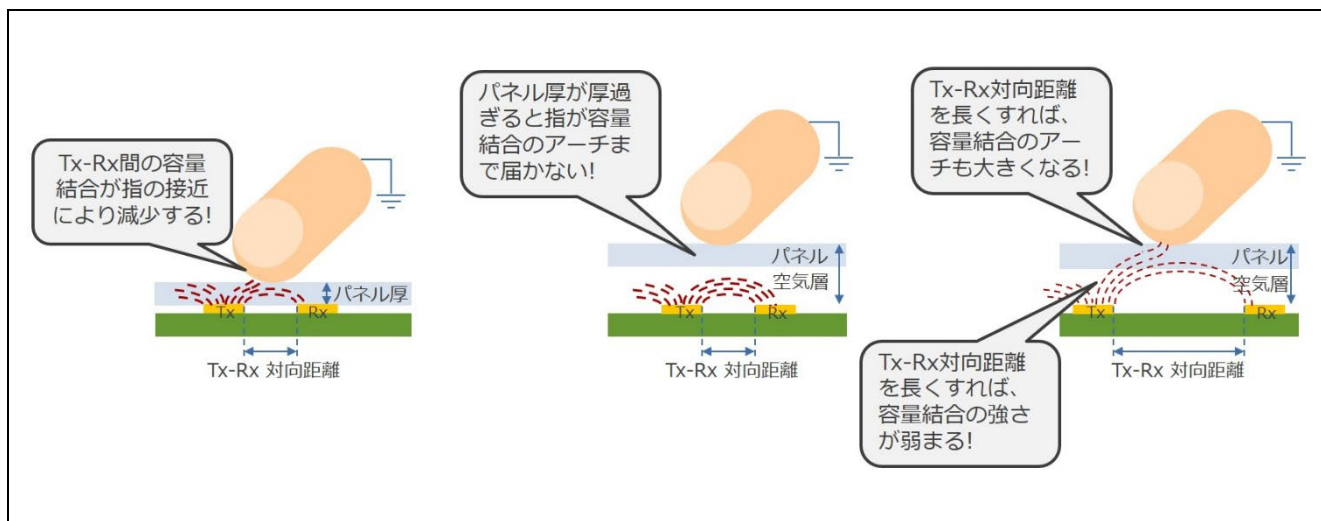 Tx-Rx間の容量
結合が指の接近
により減少する!
パネル厚
Tx
Rx
Tx-Rx 対向距離
パネル厚が厚過
ぎると指が容量
結合のアーチま
で届かない!
パネル
空気層
Tx
Rx
Tx-Rx 対向距離
Tx-Rx対向距離
を長くすれば、
容量結合のアー
チも大きくなる!
パネル
空気層
Tx
Rx
Tx-Rx 対向距離
Tx-Rx対向距離
を長くすれば、
容量結合の強さ
が弱まる!